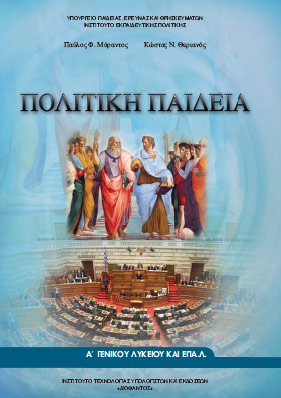 ΥΠΟΥΡΓΕΙΟ ΠΑΙΔΕΙΑΣ, ΕΡΕΥΝΑΣ ΚΑΙ ΘΡΗΣΚΕΥΜΑΤΩΝ
ΙΝΣΤΙΤΟΥΤΟ ΕΚΠΑΙΔΕΥΤΙΚΗΣ ΠΟΛΙΤΙΚΗΣ
Παύλος Φ. Μάραντος Κώστας Ν. Θεριανός
ΠΟΛΙΤΙΚΗ ΠΑΙΔΕΙΑ
Α΄ ΓΕΝΙΚΟΥ ΛΥΚΕΙΟΥ ΚΑΙ ΕΠΑ.Λ.
ΙΝΣΤΙΤΟΥΤΟ ΤΕΧΝΟΛΟΓΙΑΣ ΥΠΟΛΟΓΙΣΤΩΝ ΚΑΙ ΕΚΔΟΣΕΩΝ
«ΔΙΟΦΑΝΤΟΣ»